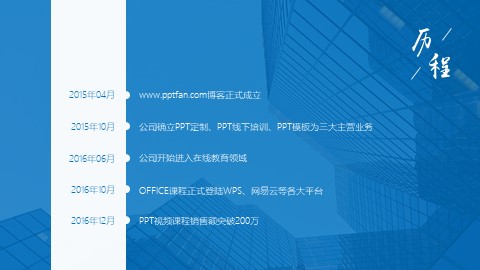 历程
2015年04月 www.pptfan.com博客正式成立
2015年10月 公司确立PPT定制、PPT线下培训、PPT模板为三大主营业务
2016年06月 公司开始进入在线教育领域
2016年10月 OFFICE课程正式登陆WPS、网易云等各大平台
2016年12月 PPT视频课程销售额突破200万